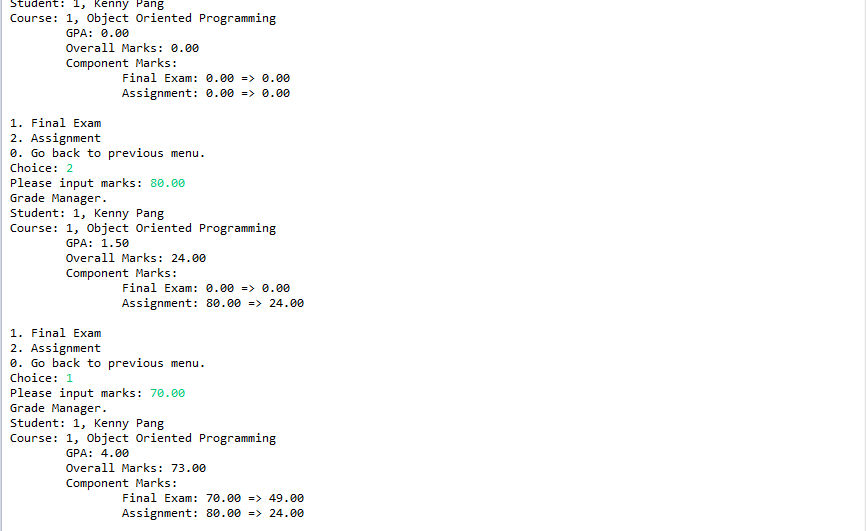 Student: 1, Kenny Pang
Course: 1, Object Oriented Programming
GPA: 0.00
Overall Marks: 0.00
Component Marks:
Final Exam: 0.00 => 0.00
Assignment: 0.00 => 0.00
1. Final Exam
2. Assignment
0. Go back to previous menu.
Choice: 2
Please input marks: 80.00
Grade Manager.
Student: 1, Kenny Pang
Course: 1, Object Oriented Programming
GPA: 1.50
Overall Marks: 24.00
Component Marks:
Final Exam: 0.00 => 0.00
Assignment: 80.00 => 24.00
1. Final Exam
2. Assignment
0. Go back to previous menu.
Choice: 1
Please input marks: 70.00
Grade Manager.
Student: 1, Kenny Pang
Course: 1, Object Oriented Programming
GPA: 4.00
Overall Marks: 73.00
Component Marks:
Final Exam: 70.00 => 49.00
Assignment: 80.00 => 24.00